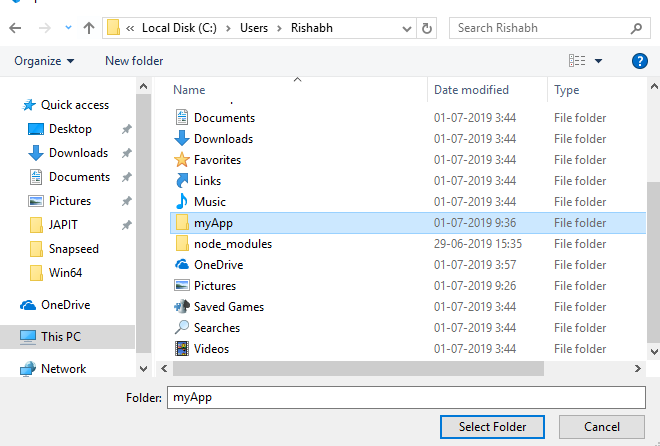 Local Disk (C:) Users Rishabh Search Rishabh
Organize New folder
Name Date modified Type
Quick access
Desktop
Downloads
Documents
Pictures
JAPIT
Snapseed
Win64
OneDrive
This PC
Network
Documents 01-07-2019 3:44 File folder
Downloads 01-07-2019 3:44 File folder
Favorites 01-07-2019 3:44 File folder
Links 01-07-2019 3:44 File folder
Music 01-07-2019 3:44 File folder
myApp 01-07-2019 9:36 File folder
node_modules 29-06-2019 15:35 File folder
OneDrive 01-07-2019 3:57 File folder
Pictures 01-07-2019 9:26 File folder
Saved Games 01-07-2019 3:44 File folder
Searches 01-07-2019 3:44 File folder
Videos 01-07-2019 3:44 File folder
Folder: myApp
Select Folder Cancel